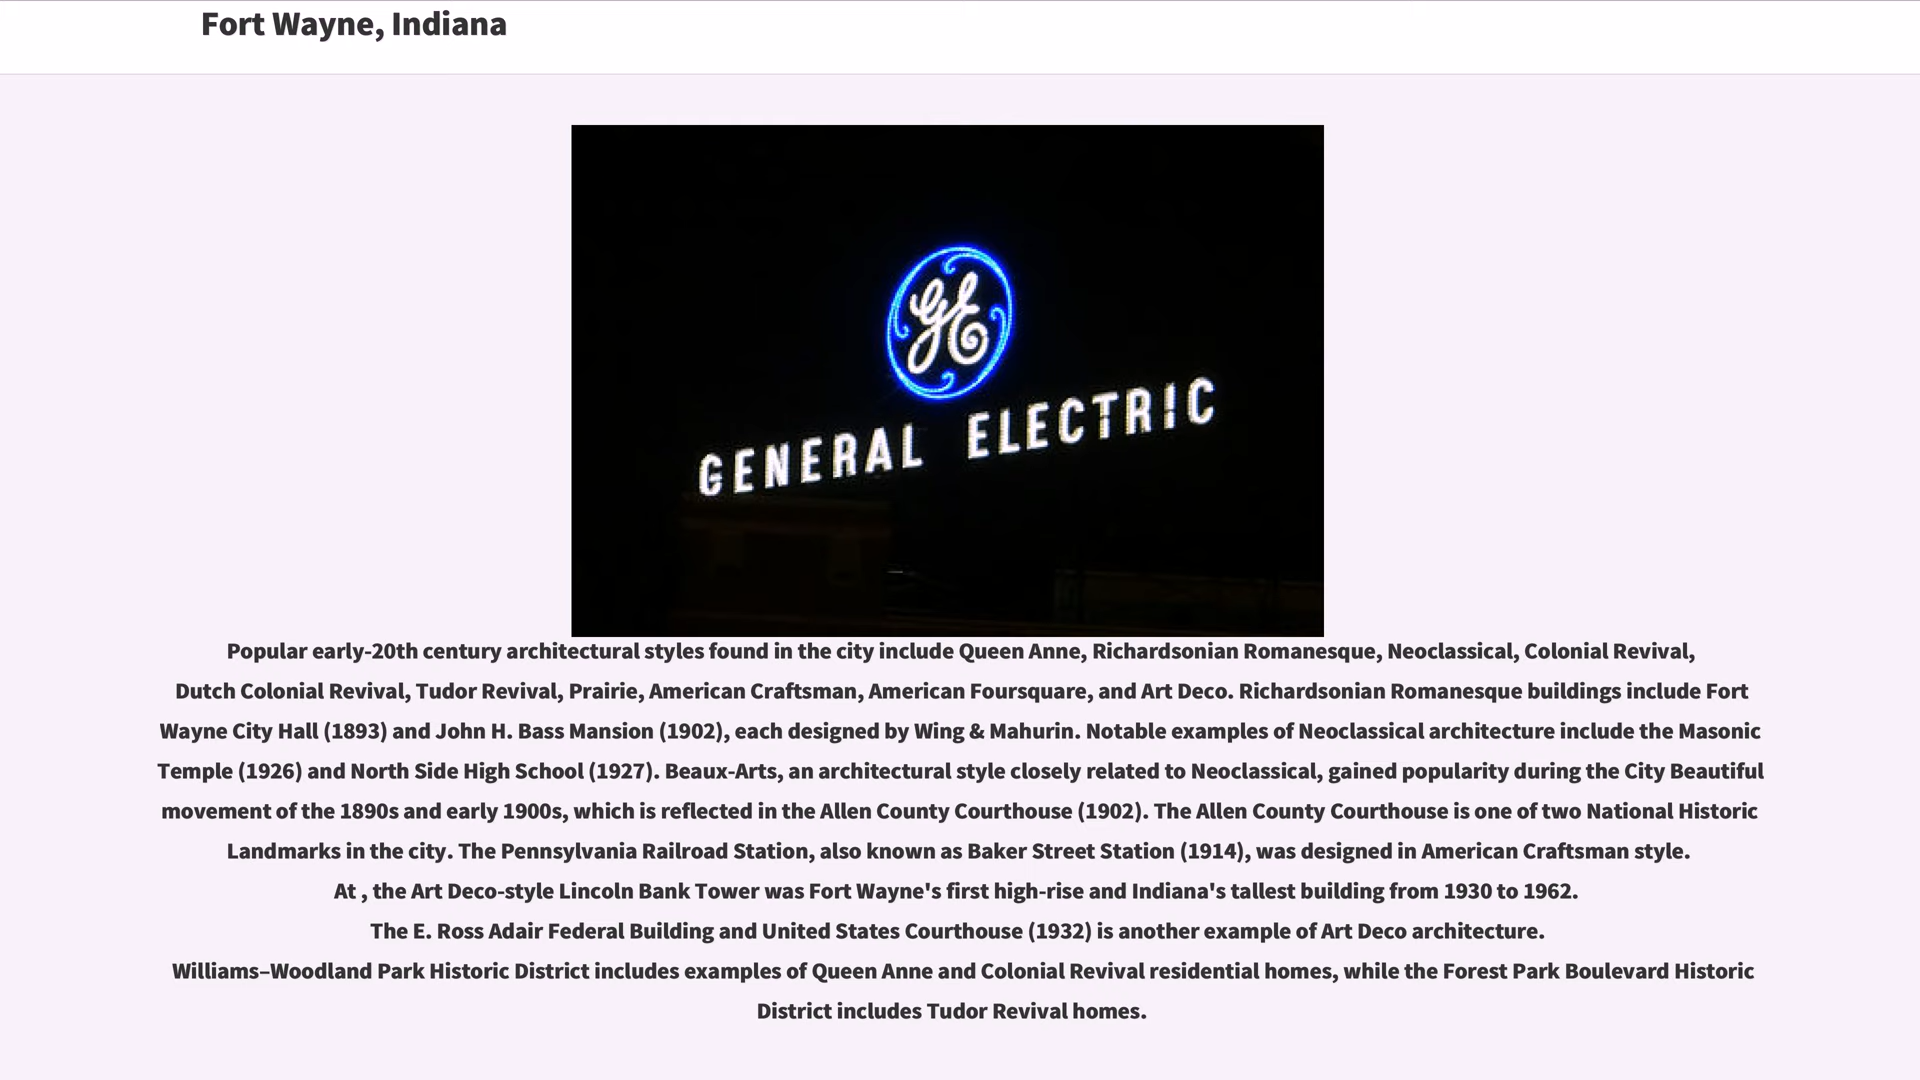 Fort Wayne, Indiana
GE
GENERAL ELECTRIC
Popular early-20th century architectural styles found in the city include Queen Anne, Richardsonian Romanesque, Neoclassical, Colonial Revival,
Dutch Colonial Revival, Tudor Revival, Prairie, American Craftsman, American Foursquare, and Art Deco. Richardsonian Romanesque buildings include Fort
Wayne City Hall (1893) and John H. Bass Mansion (1902), each designed by Wing & Mahurin. Notable examples of Neoclassical architecture include the Masonic
Temple (1926) and North Side High School (1927). Beaux-Arts, an architectural style closely related to Neoclassical, gained popularity during the City Beautiful
movement of the 1890s and early 1900s, which is reflected in the Allen County Courthouse (1902). The Allen County Courthouse is one of two National Historic
Landmarks in the city. The Pennsylvania Railroad Station, also known as Baker Street Station (1914), was designed in American Craftsman style.
At , the Art Deco-style Lincoln Bank Tower was Fort Wayne's first high-rise and Indiana's tallest building from 1930 to 1962.
The E. Ross Adair Federal Building and United States Courthouse (1932) is another example of Art Deco architecture.
Williams–Woodland Park Historic District includes examples of Queen Anne and Colonial Revival residential homes, while the Forest Park Boulevard Historic
District includes Tudor Revival homes.